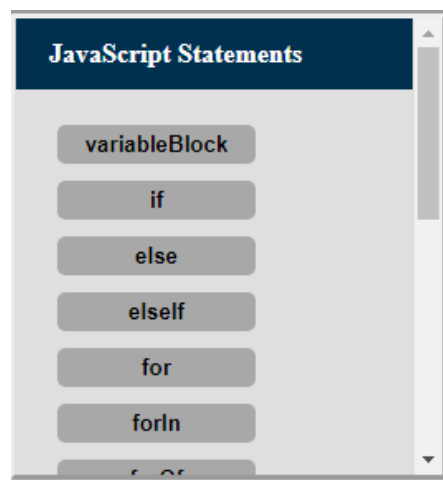 JavaScript Statements
variableBlock
if
else
elseIf
for
forIn